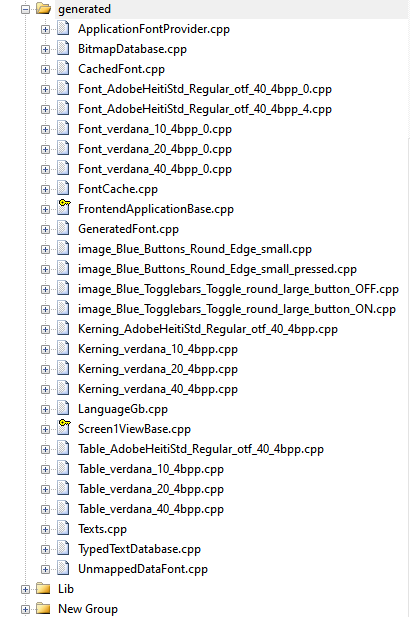 generated
ApplicationFontProvider.cpp
BitmapDatabase.cpp
CachedFont.cpp
Font_AdobeHeitiStd_Regular_otf_40_4bpp_0.cpp
Font_AdobeHeitiStd_Regular_otf_40_4bpp_4.cpp
Font_verdana_10_4bpp_0.cpp
Font_verdana_20_4bpp_0.cpp
Font_verdana_40_4bpp_0.cpp
FontCache.cpp
FrontendApplicationBase.cpp
GeneratedFont.cpp
image_Blue_Buttons_Round_Edge_small.cpp
image_Blue_Buttons_Round_Edge_small_pressed.cpp
image_Blue_Togglebars_Toggle_round_large_button_OFF.cpp
image_Blue_Togglebars_Toggle_round_large_button_ON.cpp
Kerning_AdobeHeitiStd_Regular_otf_40_4bpp.cpp
Kerning_verdana_10_4bpp.cpp
Kerning_verdana_20_4bpp.cpp
Kerning_verdana_40_4bpp.cpp
LanguageGb.cpp
Screen1ViewBase.cpp
Table_AdobeHeitiStd_Regular_otf_40_4bpp.cpp
Table_verdana_10_4bpp.cpp
Table_verdana_20_4bpp.cpp
Table_verdana_40_4bpp.cpp
Texts.cpp
TypedTextDatabase.cpp
UnmappedDataFont.cpp
Lib
New Group